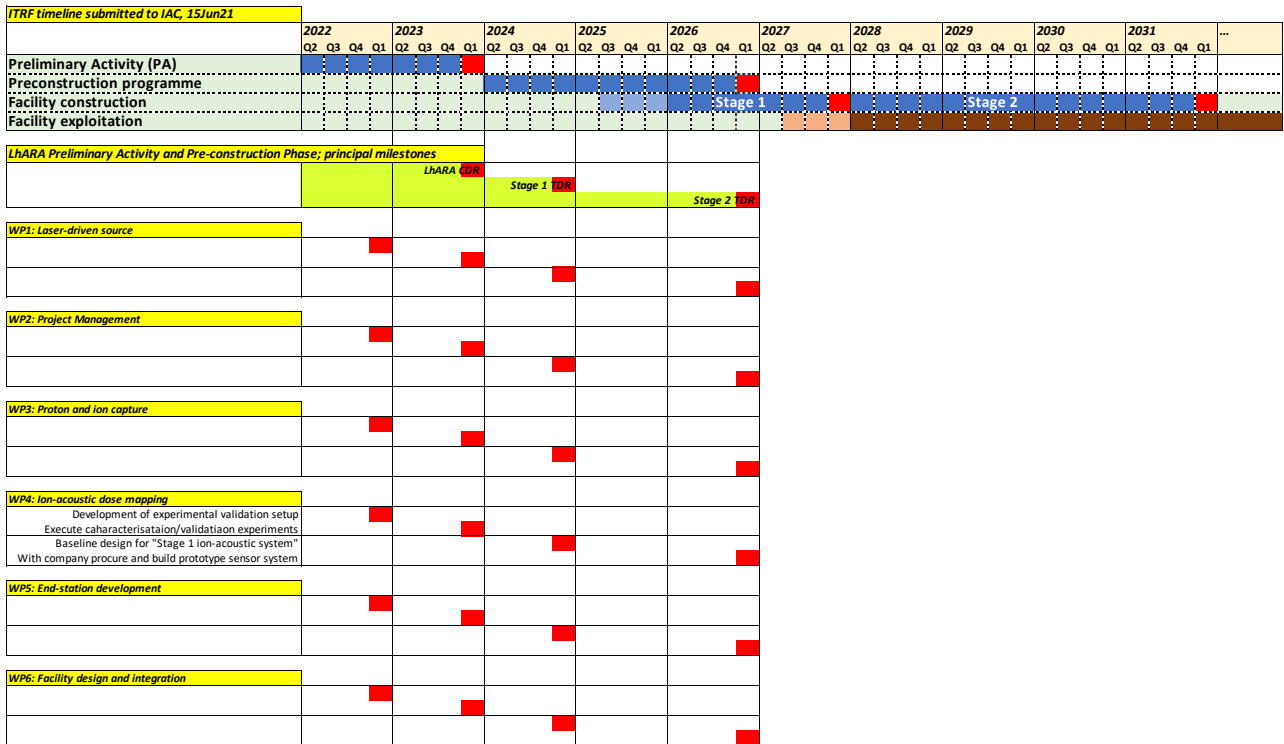 ITRF timeline submitted to IAC, 15Jun21
2022 2023 2024 2025 2026 2027 2028 2029 2030 2031 ...
Q2 Q3 Q4 Q1 Q2 Q3 Q4 Q1 Q2 Q3 Q4 Q1 Q2 Q3 Q4 Q1 Q2 Q3 Q4 Q1 Q2 Q3 Q4 Q1 Q2 Q3 Q4 Q1 Q2 Q3 Q4 Q1 Q2 Q3 Q4 Q1 Q2 Q3 Q4 Q1
Preliminary Activity (PA)
Preconstruction programme
Facility construction Stage 1 Stage 2
Facility exploitation
LhARA Preliminary Activity and Pre-construction Phase; principal milestones
LhARA CDR
Stage 1 TDR
Stage 2 TDR
WP1: Laser-driven source
WP2: Project Management
WP3: Proton and ion capture
WP4: Ion-acoustic dose mapping
Development of experimental validation setup
Execute caharacterisataion/validatiaon experiments
Baseline design for "Stage 1 ion-acoustic system"
With company procure and build prototype sensor system
WP5: End-station development
WP6: Facility design and integration